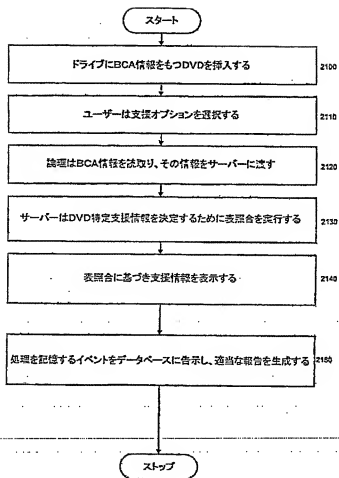 スタート
ドライブにBCA情報をもつDVDを挿入する
2100
ユーザーは支援オプションを選択する
2110
論理はBCA情報を読取り、その情報をサーバーに渡す
2120
サーバーはDVD特定支援情報を決定するために表照合を実行する
2130
表照合に基づき支援情報を表示する
2140
処理を記憶するイベントをデータベースに告示し、適当な報告を生成する
2150
ストップ